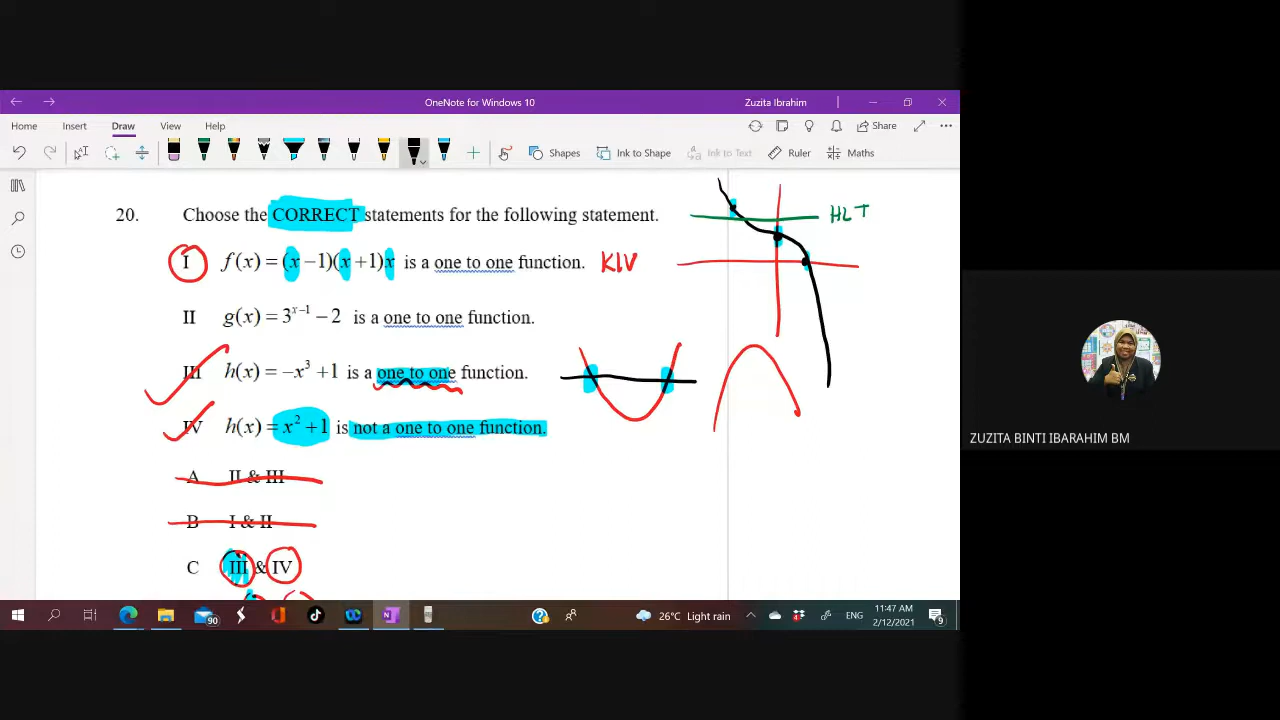 OneNote for Windows 10 Zuzita Ibrahim
Home Insert Draw View Help Share
Shapes Ink to Shape Ink to Text Ruler Maths
20. Choose the CORRECT statements for the following statement. HLT
I f(x) = (x−1)(x+1)x is a one to one function. KIV
II g(x) = 3^{x−1} − 2 is a one to one function.
III h(x) = −x³ + 1 is a one to one function.
IV h(x) = x² + 1 is not a one to one function.
A II & III
B I & II
C III & IV
ZUZITA BINTI IBARAHIM BM
90 26°C Light rain ENG 11:47 AM 9
2/12/2021